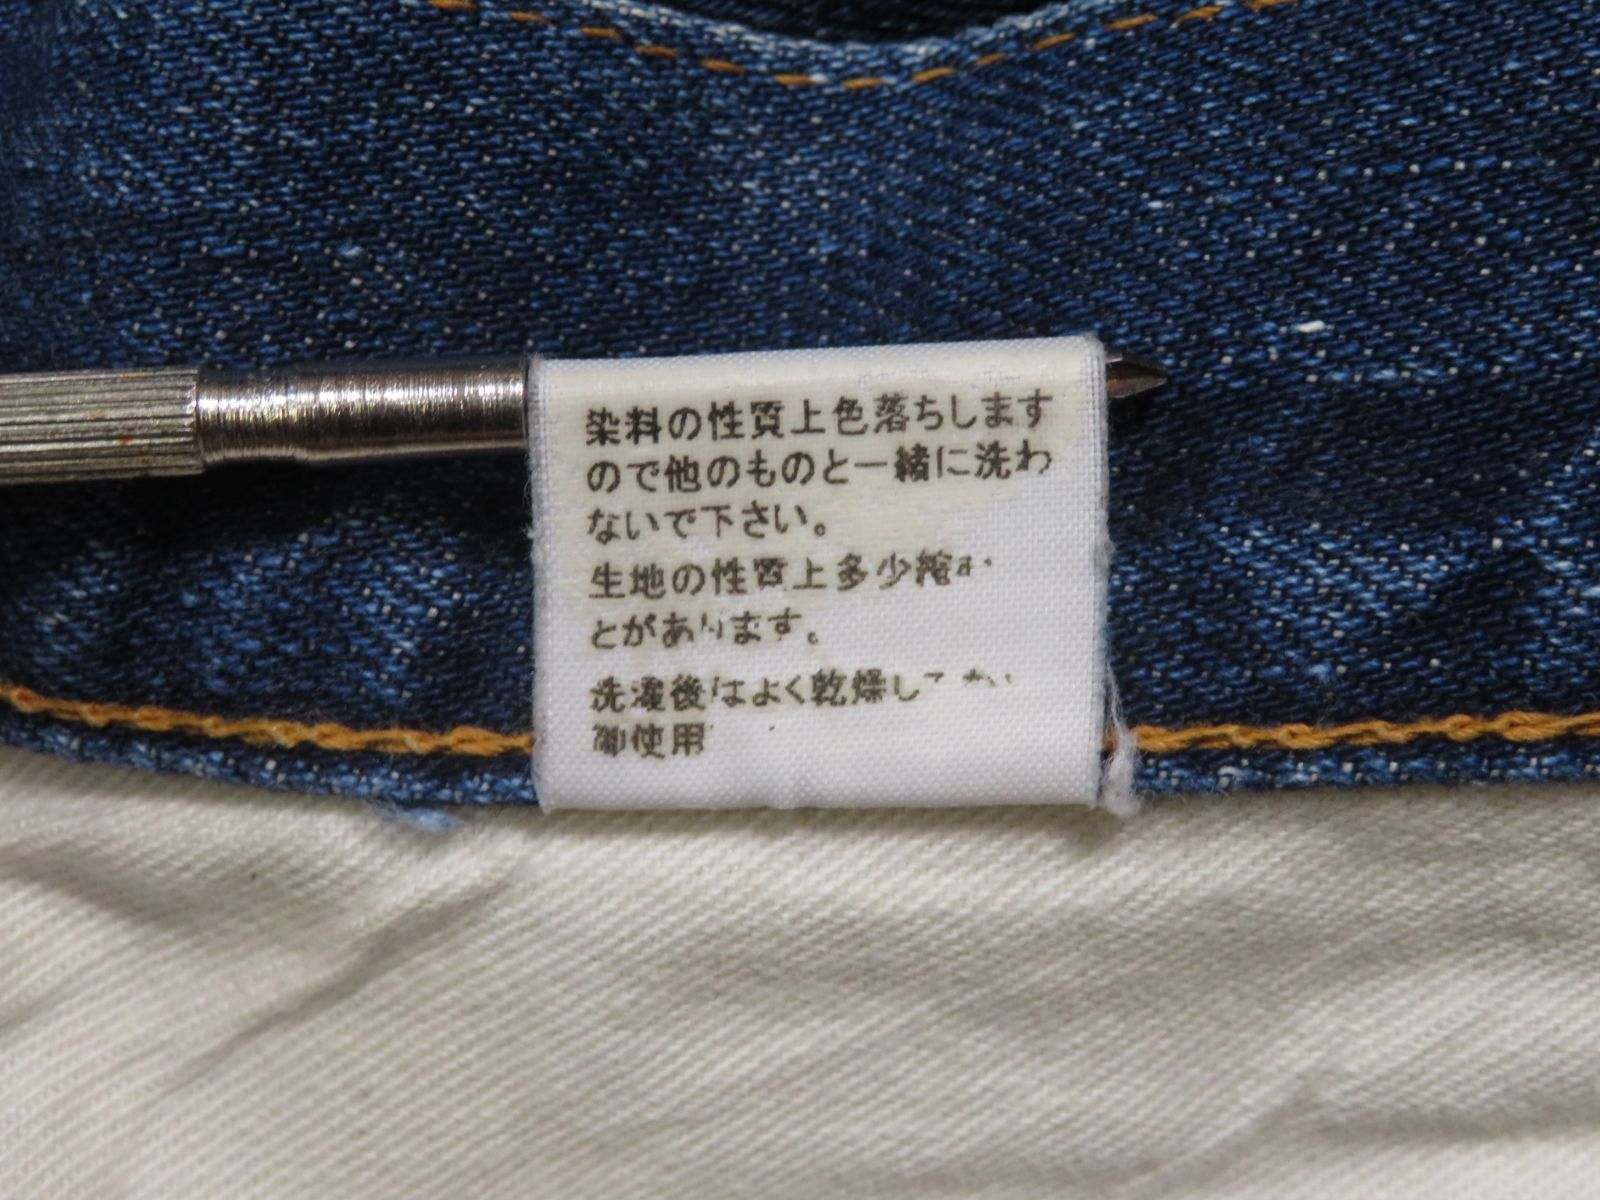 染料の性質上色落ちします
ので他のものと一緒に洗わ
ないで下さい。
生地の性質上多少縮
とがあります。
洗濯後はよく乾燥し
御使用